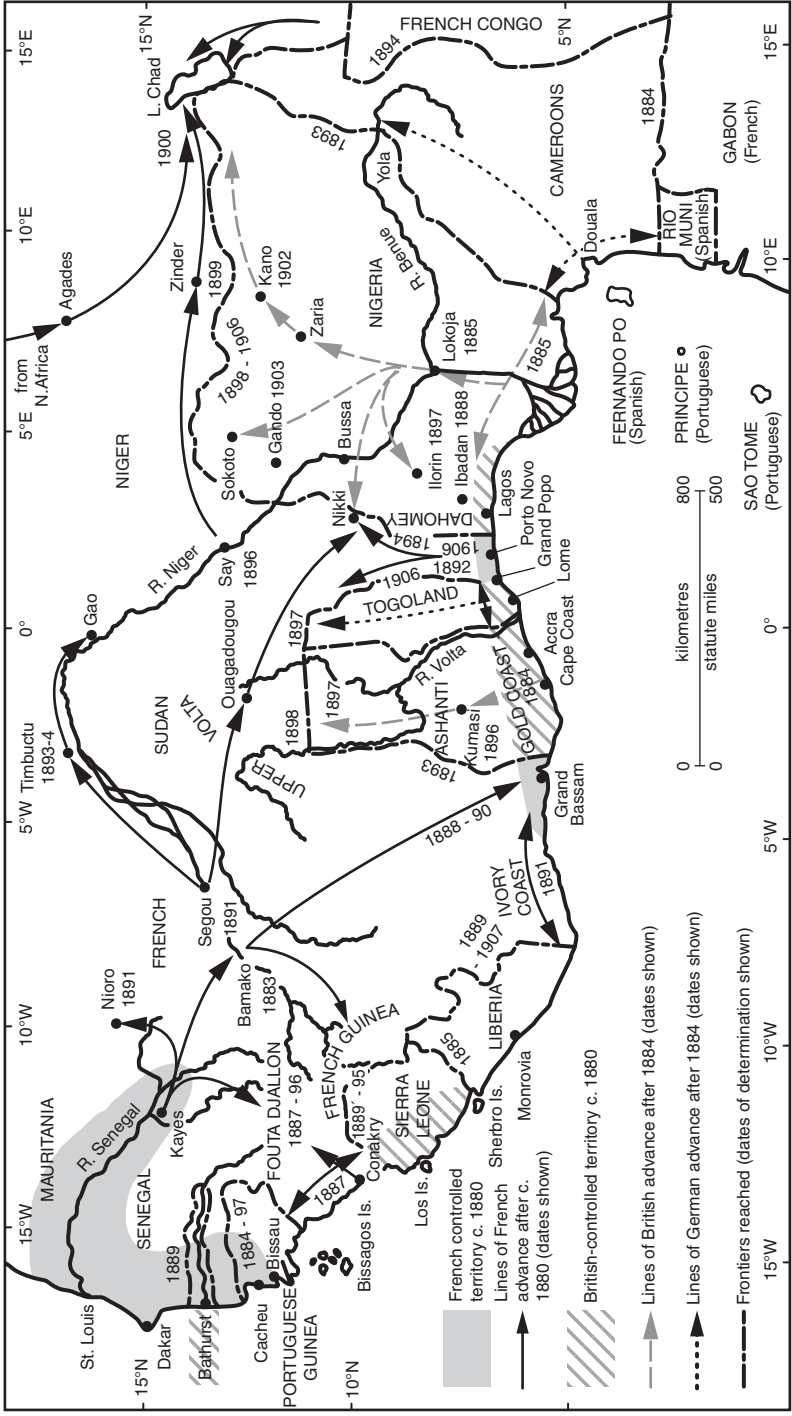 15°W
10°W
5°W
0°
5°E
10°E
15°E
15°N
St. Louis
MAURITANIA
R. Senegal
Dakar
SENEGAL
Kayes
Nioro
1891
FRENCH
Segou
1891
Timbuctu
1893-4
Gao
SUDAN
R. Niger
Say
1896
NIGER
from
N.Africa
Agades
Zinder
1899
1900
L. Chad
15°N
Bathurst
1889
1884 - 97
Cacheu
Bissau
PORTUGUESE
GUINEA
FOUTA DJALLON
1887 - 96
Bamako
1883
UPPER
VOLTA
Ouagadougou
Sokoto
Gando 1903
1898 - 1906
Kano
1902
Zaria
1893
10°N
Bissagos Is.
1887
Conakry
FRENCH GUINEA
1889´ - 95
1888 - 90
1898
1897
1897
Nikki
Bussa
NIGERIA
R. Benue
Yola
1894
FRENCH CONGO
Los Is.
SIERRA
LEONE
1885
Sherbro Is.
LIBERIA
Monrovia
1889
- 1907
IVORY
COAST
1891
1893
ASHANTI
Kumasi
1896
R. Volta
GOLD COAST
1884
TOGOLAND
1906
1892
1906
1894
DAHOMEY
Ilorin 1897
Ibadan 1888
Lokoja
1885
1885
CAMEROONS
5°N
Grand
Bassam
Cape Coast
Accra
Lome
Grand Popo
Porto Novo
Lagos
Douala
1884
RIO
MUNI
(Spanish)
GABON
(French)
FERNANDO PO
(Spanish)
PRINCIPE
(Portuguese)
SAO TOME
(Portuguese)
0 kilometres 800
0 statute miles 500
French controlled
territory c. 1880
Lines of French
advance after c.
1880 (dates shown)
British-controlled territory c. 1880
Lines of British advance after 1884 (dates shown)
Lines of German advance after 1884 (dates shown)
Frontiers reached (dates of determination shown)
15°W
10°W
5°W
0°
10°E
15°E